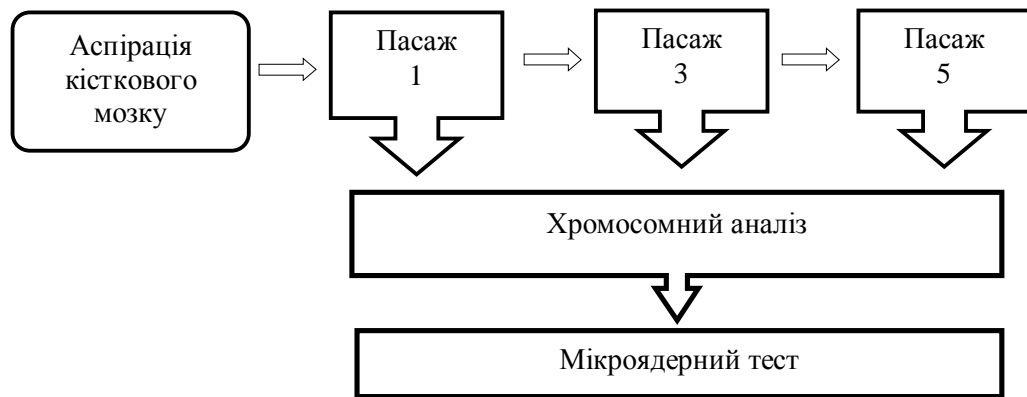 Аспірація
кісткового
мозку
Пасаж
1
Пасаж
3
Пасаж
5
Хромосомний аналіз
Мікроядерний тест